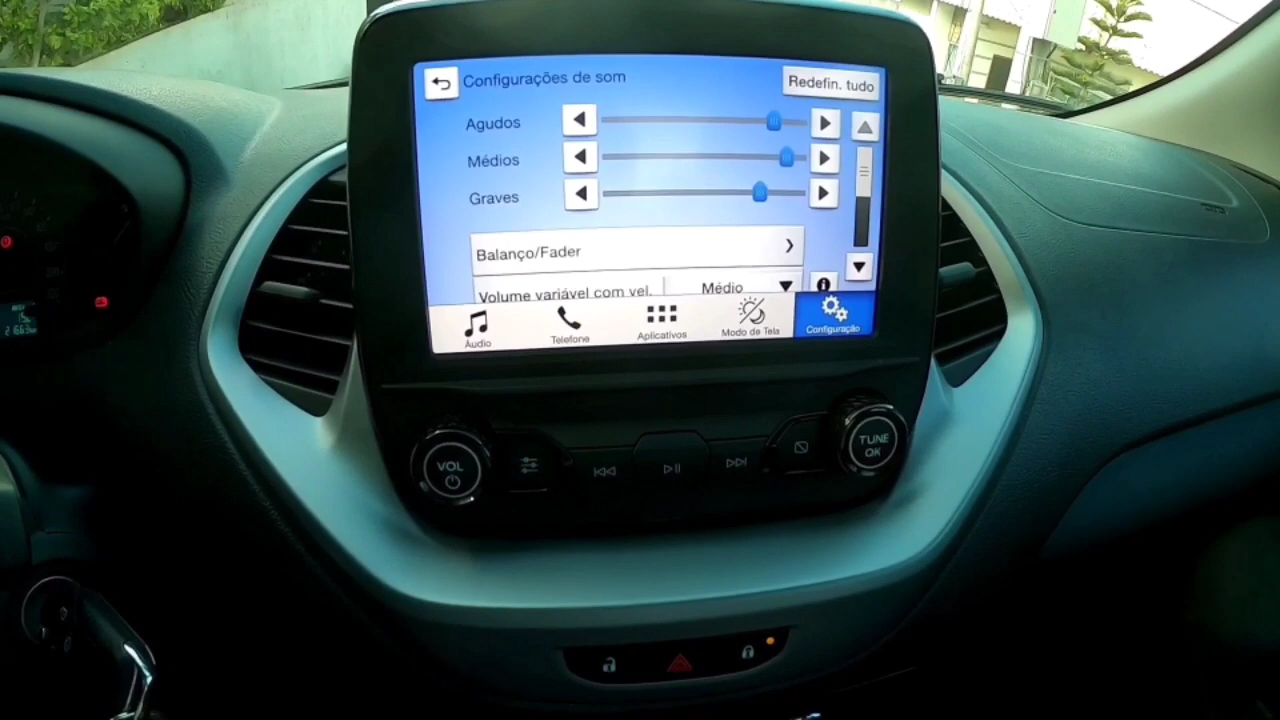 Configurações de som
Redefin. tudo
Agudos
Médios
Graves
Balanço/Fader
Volume variável com vel.
Médio
Áudio
Telefone
Aplicativos
Modo de Tela
Configuração
VOL
TUNE
OK